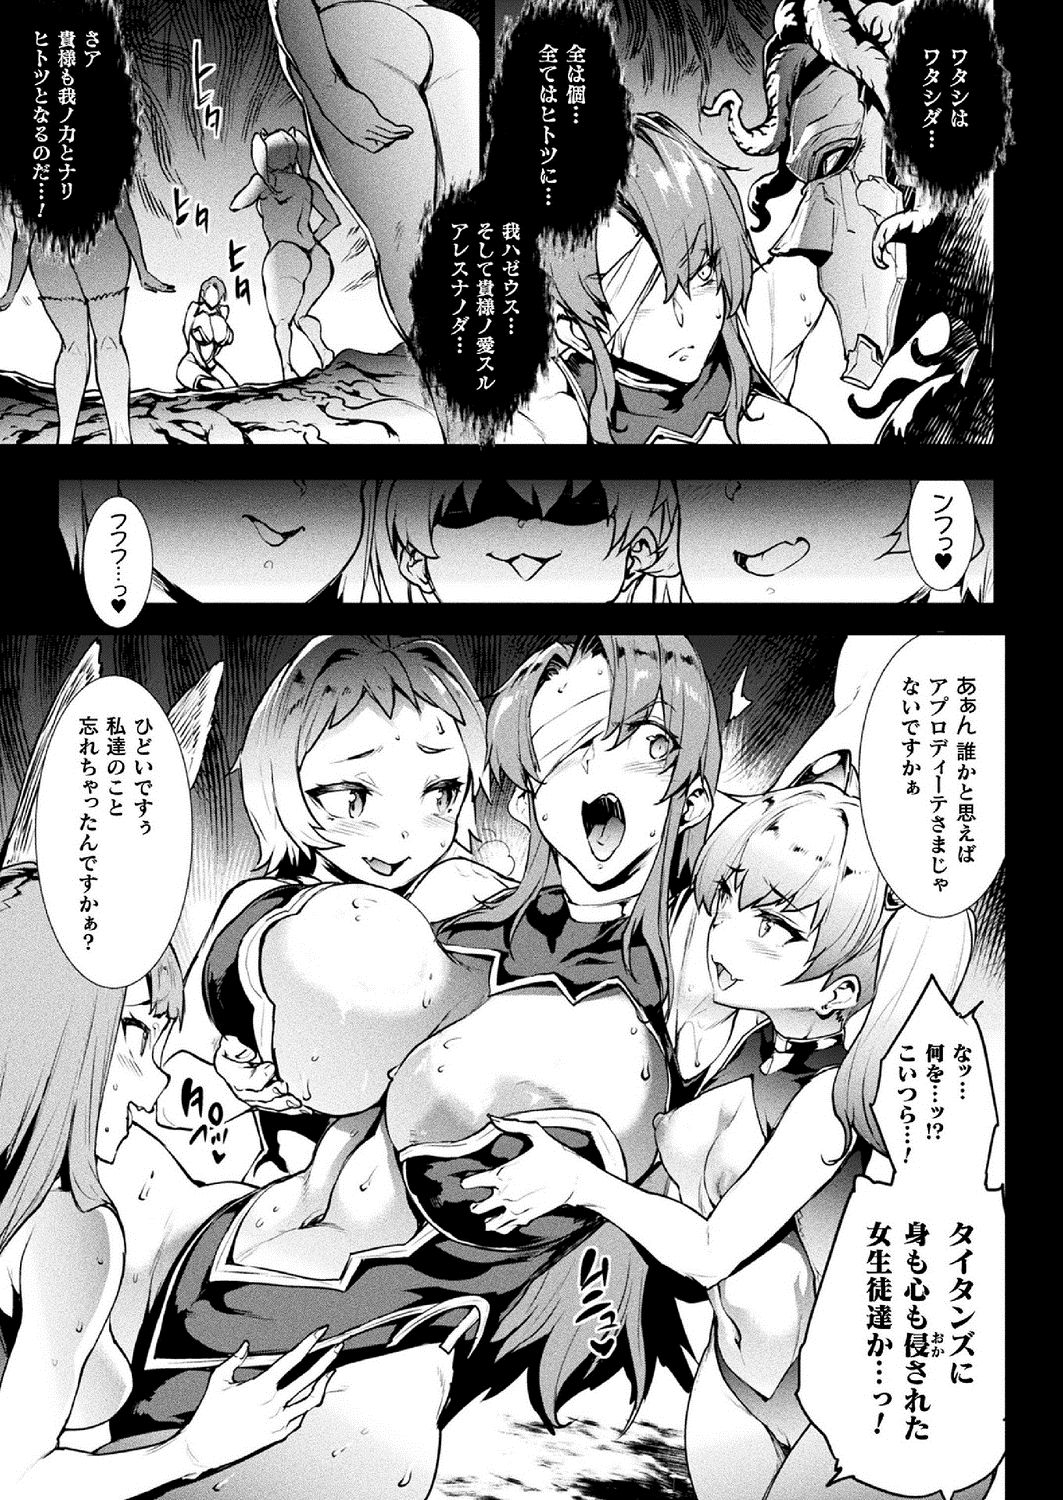 ワタシは
ワタシダ…
全は個…
全てはヒトツに…
我ハゼウス…
そして貴様ノ愛スル
アレスナノダ…
さア
貴様も我ノ力とナリ
ヒトツとなるのだ…！
ヒタ
ヒタ
ンフっ♥
フフフ…っ♥
あぁん 誰かと思えば
アプロディーテさまじゃ
ないですかぁ
ひどいですぅ
私達のこと
忘れちゃったんですかぁ？
なッ…
何を…ッ!?
こいつら…！
タイタンズに
身も心も侵された
おか
女生徒達か…っ！